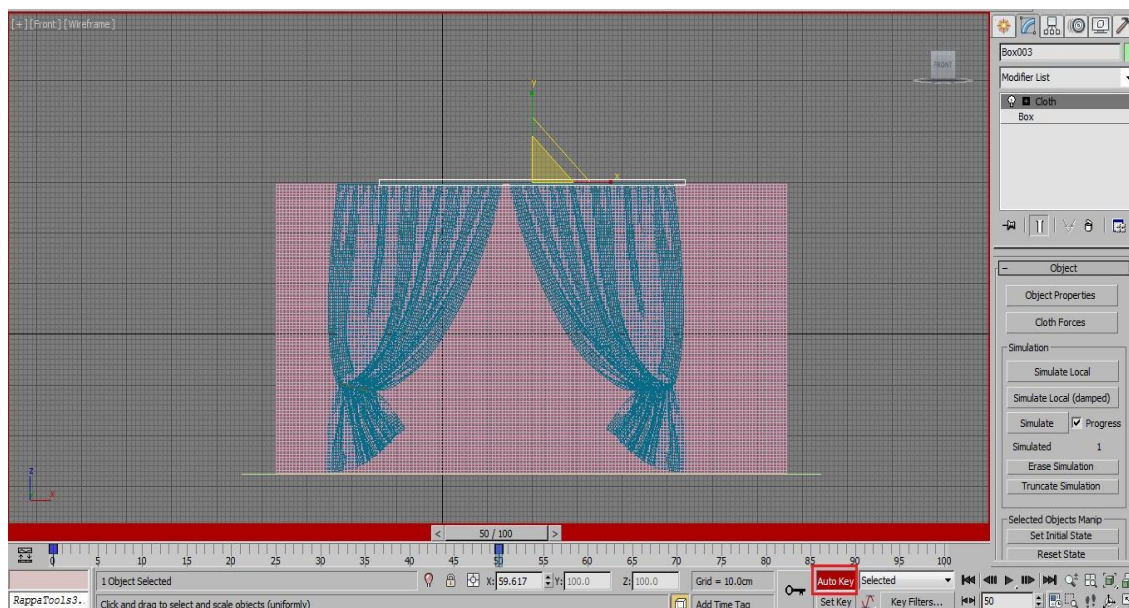 [+][Front][Wireframe]
FRONT
y
x
z
x
Box003
Modifier List
Cloth
Box
Object
Object Properties
Cloth Forces
Simulation
Simulate Local
Simulate Local (damped)
Simulate Progress
Simulated 1
Erase Simulation
Truncate Simulation
Selected Objects Manip
Set Initial State
Reset State
< 50 / 100 >
0 5 10 15 20 25 30 35 40 45 50 55 60 65 70 75 80 85 90 95 100
1 Object Selected X: 59.617 Y: 100.0 Z: 100.0 Grid = 10.0cm Auto Key Selected
RappaTools3. Click and drag to select and scale objects (uniformly) Add Time Tag Set Key Key Filters... 50